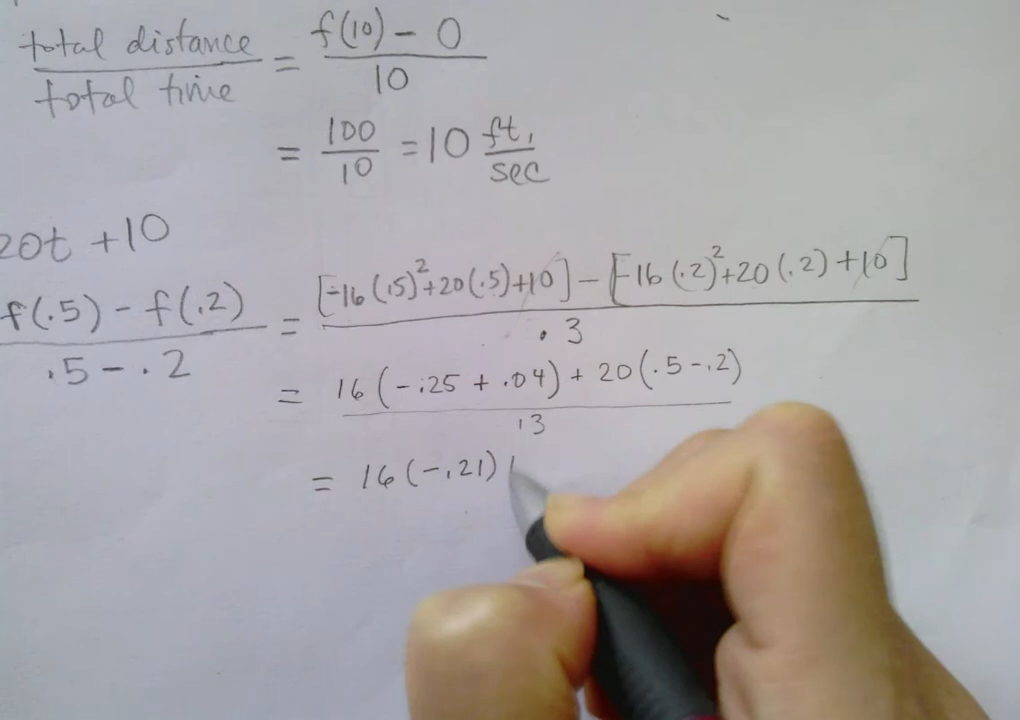 total distance / total time = f(10) - 0 / 10
= 100 / 10 = 10 ft, / sec
20t + 10
f(.5) - f(.2) / .5 - .2 = [-16(.5)² + 20(.5) + 10] - [-16(.2)² + 20(.2) + 10] / .3
= 16(-.25 + .04) + 20(.5 - .2) / .3
= 16(-.21)